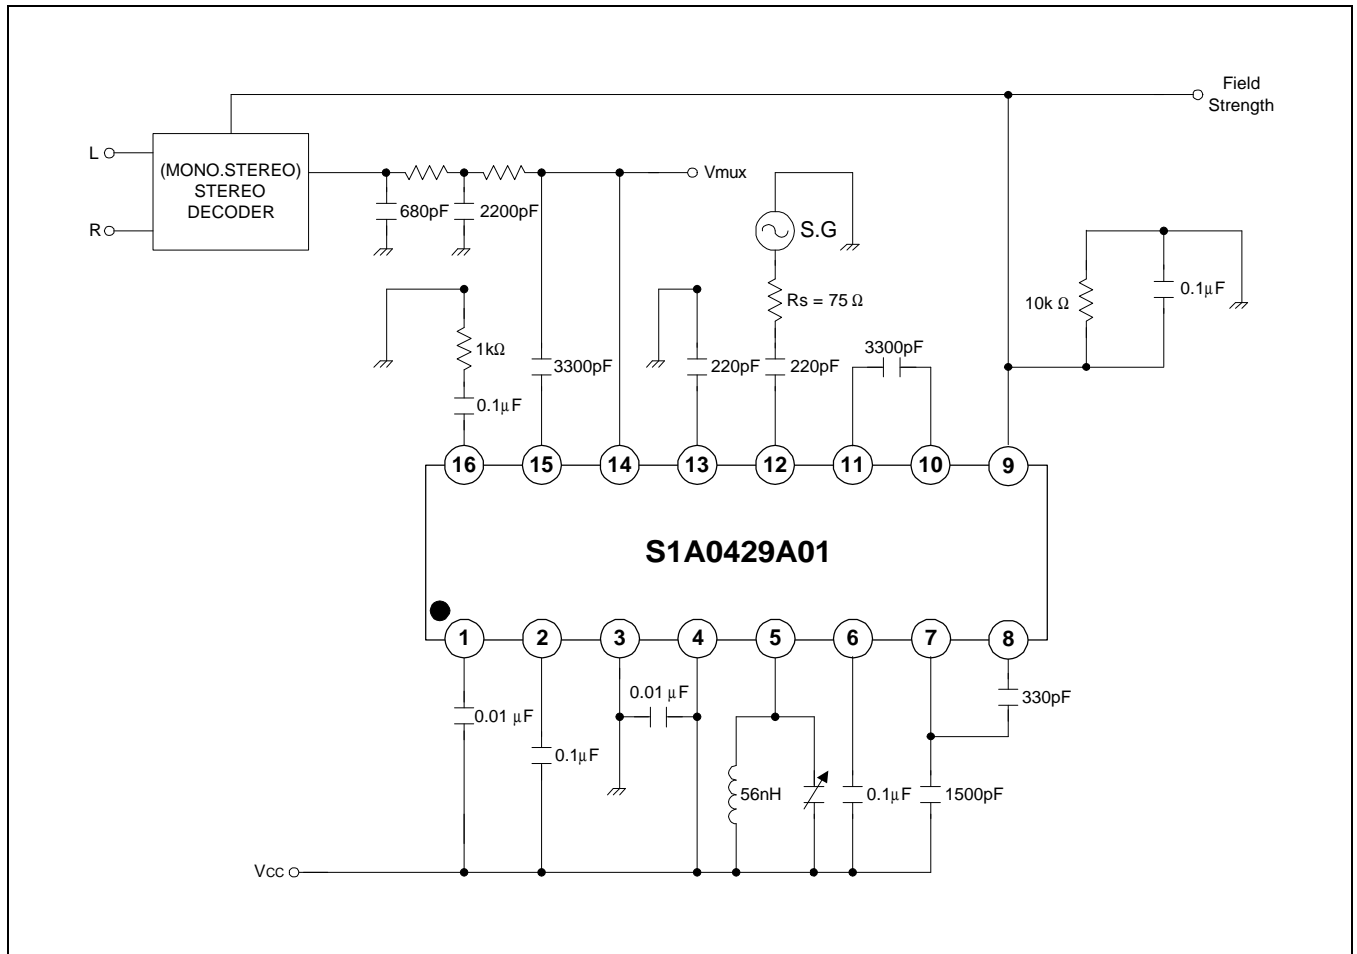 Field
Strength
L
(MONO.STEREO)
STEREO
DECODER
R
680pF
2200pF
Vmux
S.G
Rs = 75 Ω
10k Ω
0.1μF
1kΩ
0.1μF
3300pF
220pF
220pF
3300pF
16
15
14
13
12
11
10
9
S1A0429A01
1
2
3
4
5
6
7
8
0.01 μF
0.1μF
0.01 μF
56nH
0.1μF
1500pF
330pF
Vcc